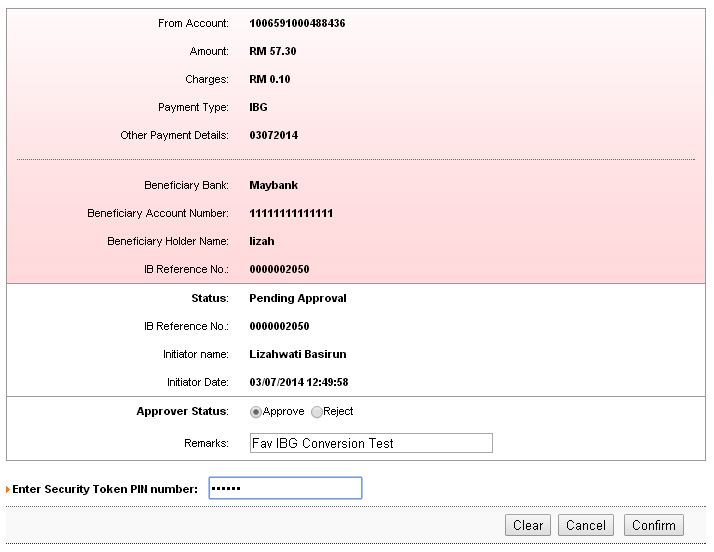 From Account: 1006591000488436
Amount: RM 57.30
Charges: RM 0.10
Payment Type: IBG
Other Payment Details: 03072014
Beneficiary Bank: Maybank
Beneficiary Account Number: 11111111111111
Beneficiary Holder Name: lizah
IB Reference No.: 0000002050
Status: Pending Approval
IB Reference No.: 0000002050
Initiator name: Lizahwati Basirun
Initiator Date: 03/07/2014 12:49:58
Approver Status: Approve Reject
Remarks: Fav IBG Conversion Test
Enter Security Token PIN number: ••••••
Clear Cancel Confirm